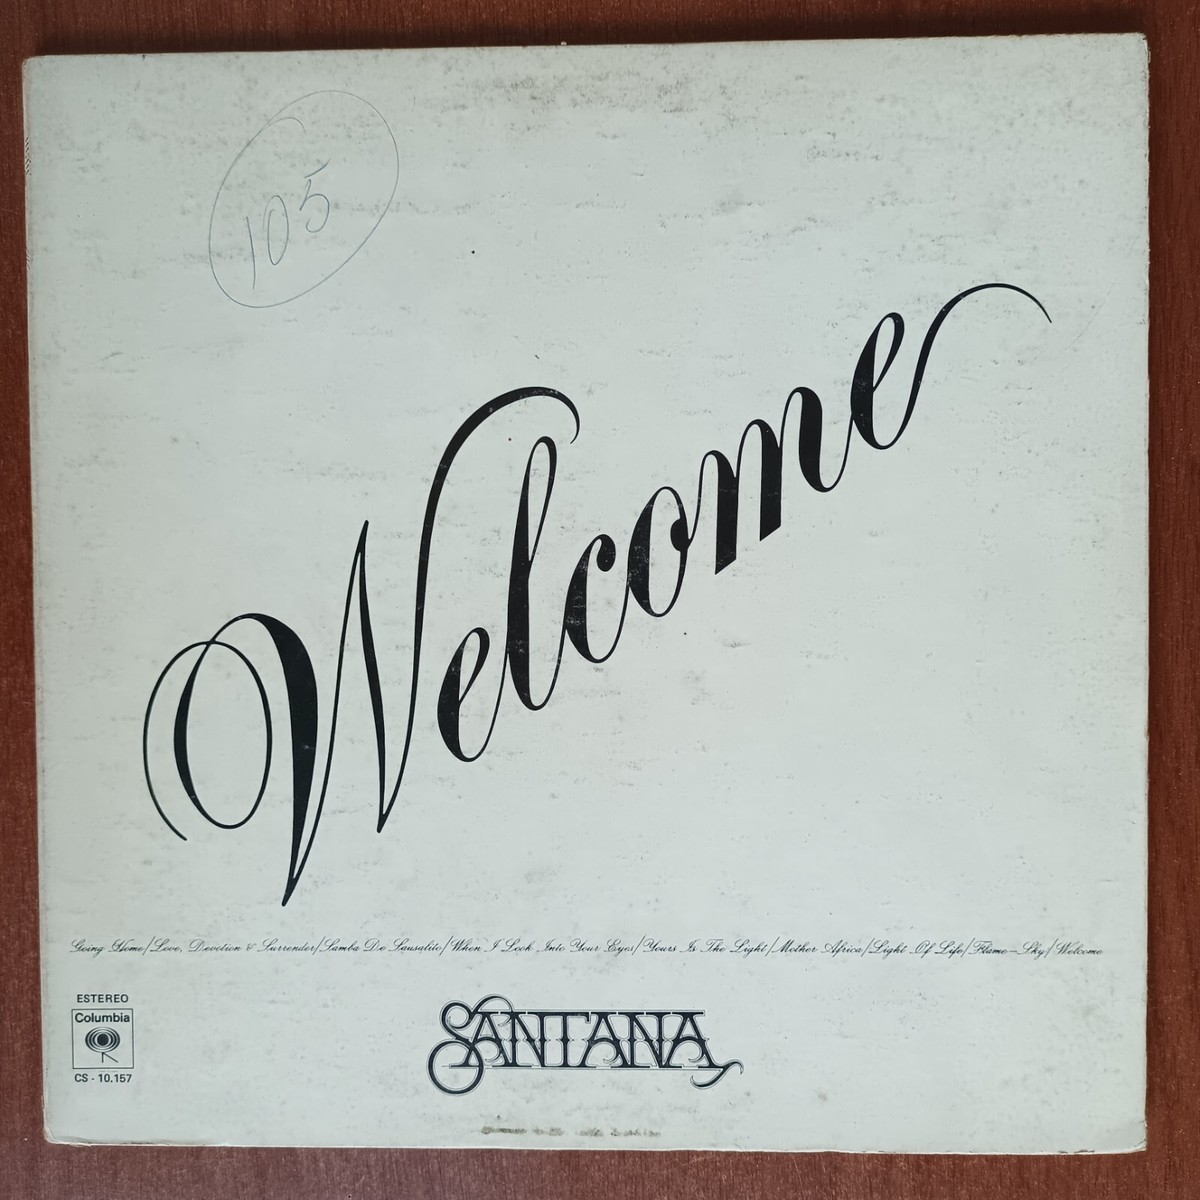 105
Welcome
Going Home/Love, Devotion & Surrender/Samba De Sausalito/When I Look Into Your Eyes/Yours Is The Light/Mother Africa/Light Of Life/Flame-Sky/Welcome
ESTEREO
Columbia
CS - 10.157
SANTANA